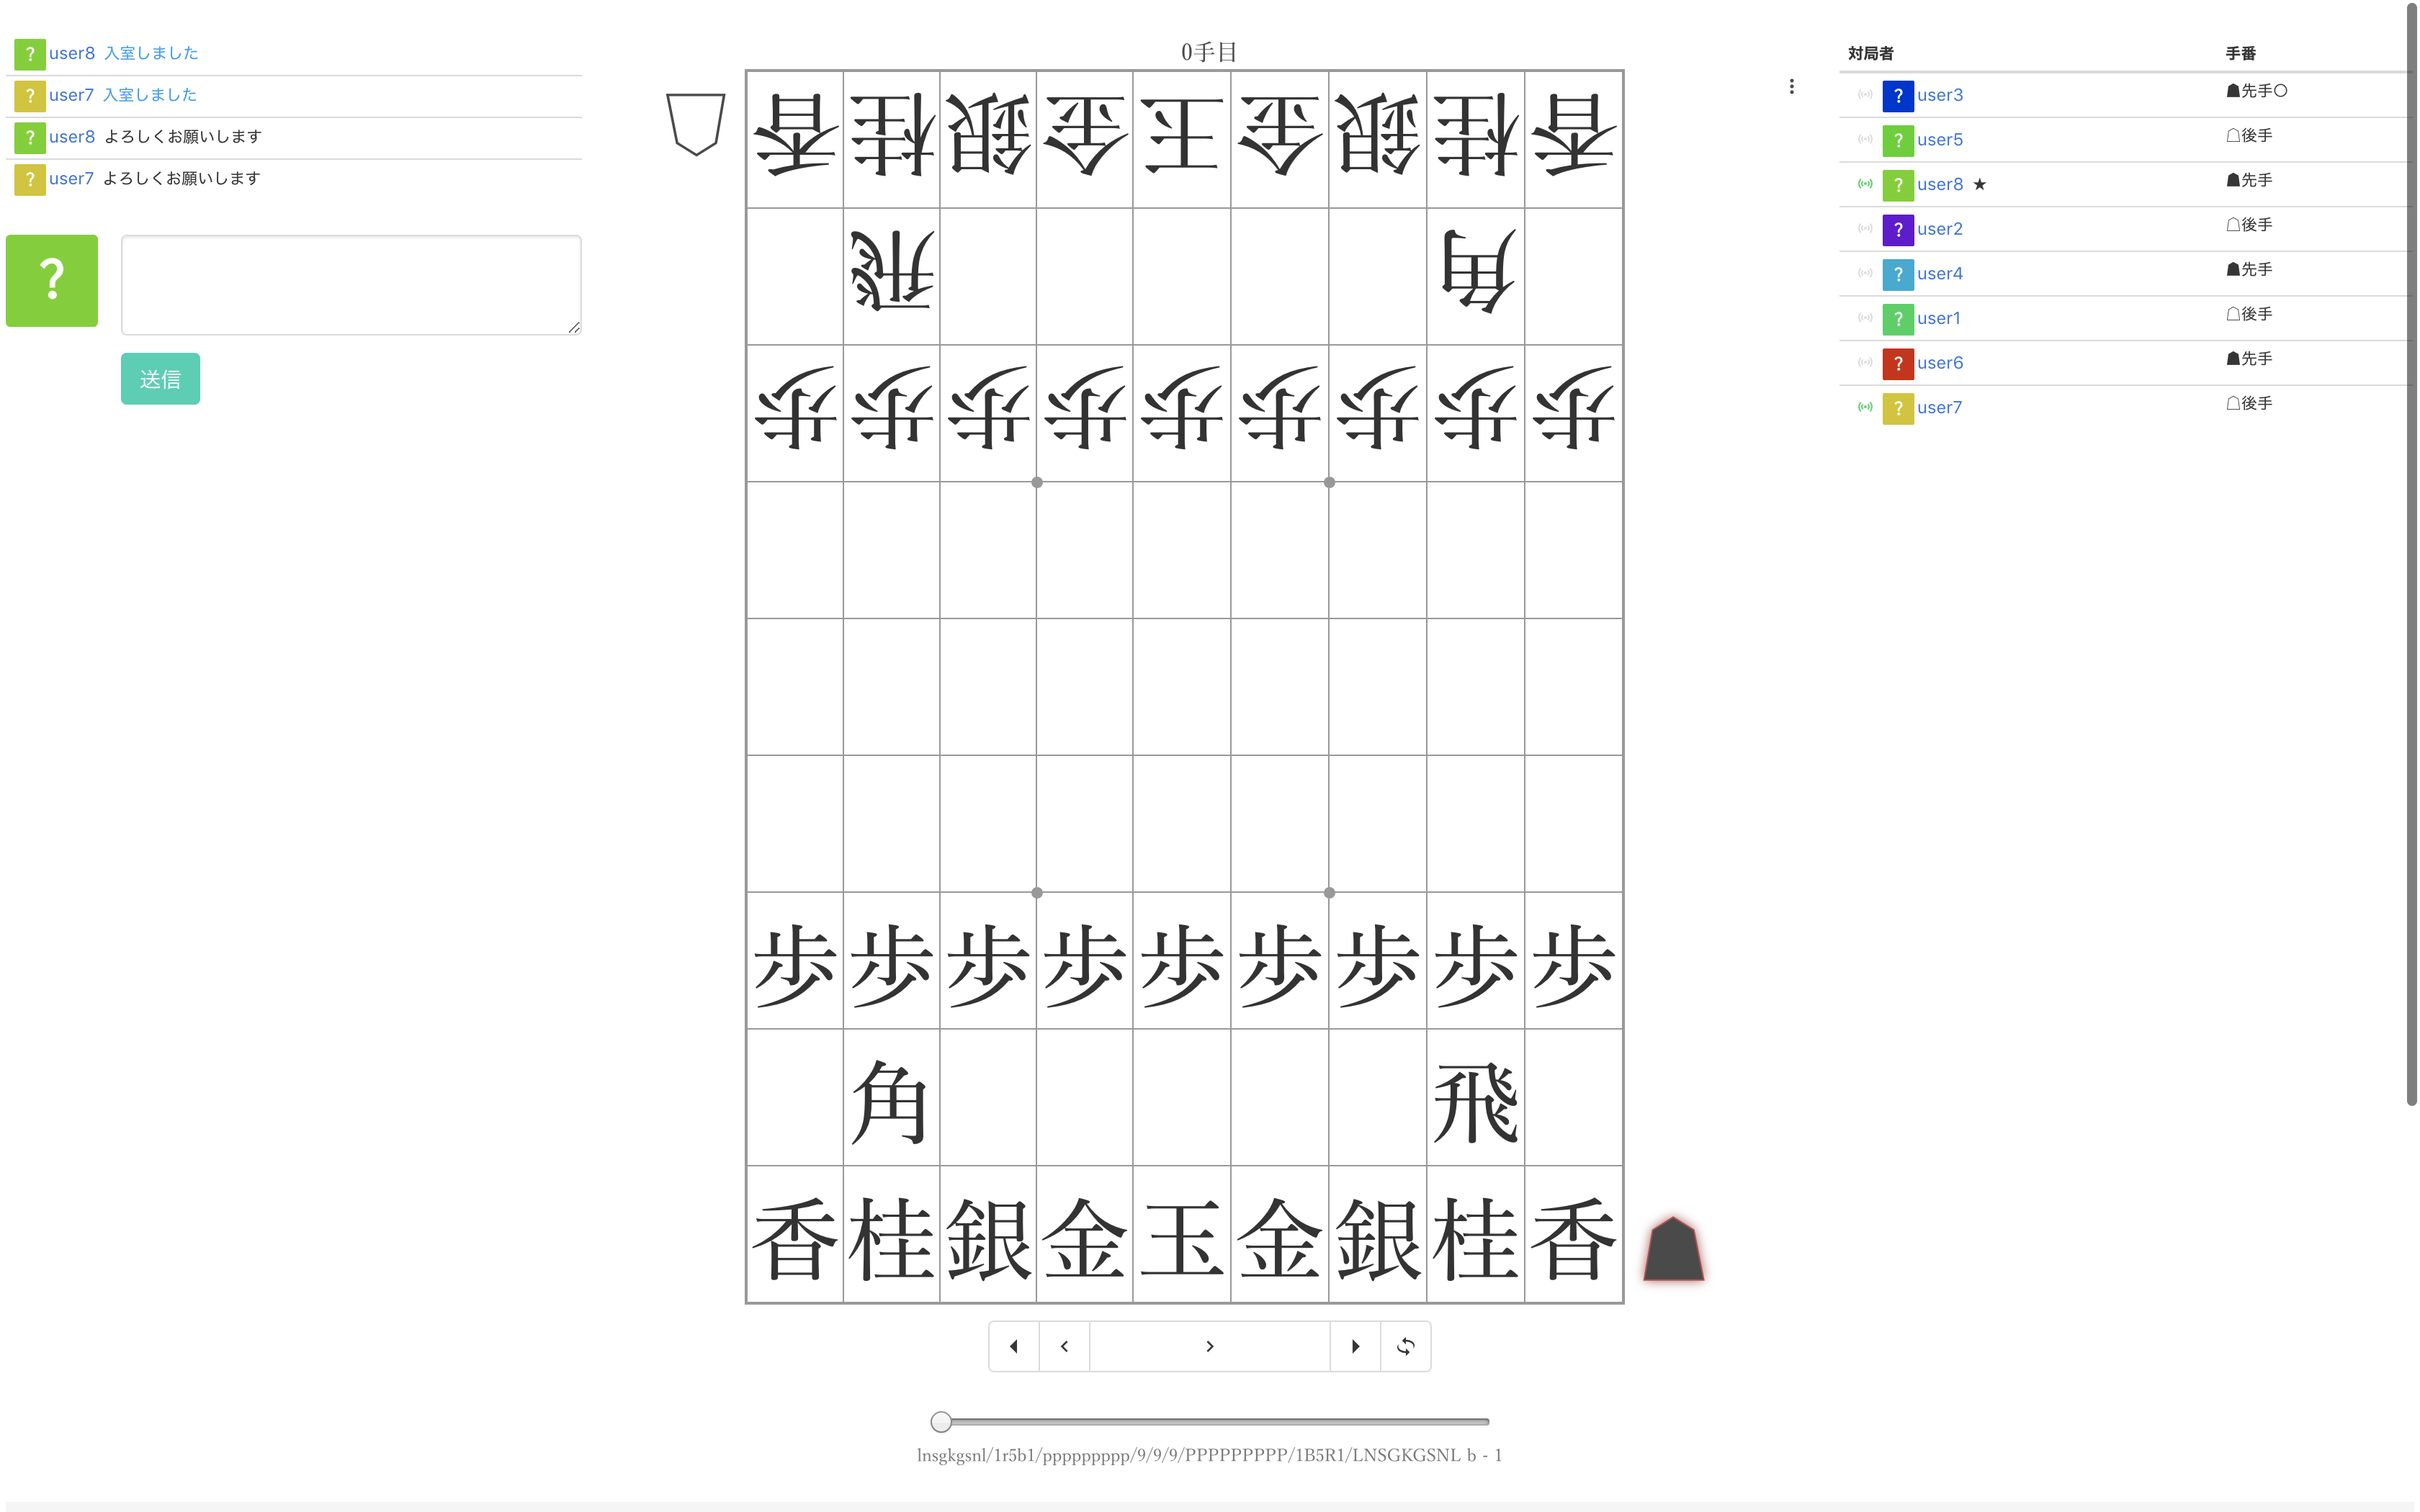 ? user8 入室しました
? user7 入室しました
? user8 よろしくお願いします
? user7 よろしくお願いします
?
送信
0手目
香桂銀金玉金銀桂香
飛 角
歩歩歩歩歩歩歩歩歩
歩歩歩歩歩歩歩歩歩
角 飛
香桂銀金玉金銀桂香
lnsgkgsnl/1r5b1/ppppppppp/9/9/9/PPPPPPPPP/1B5R1/LNSGKGSNL b - 1
対局者 手番
? user3 ☗先手○
? user5 ☖後手
? user8 ★ ☗先手
? user2 ☖後手
? user4 ☗先手
? user1 ☖後手
? user6 ☗先手
? user7 ☖後手